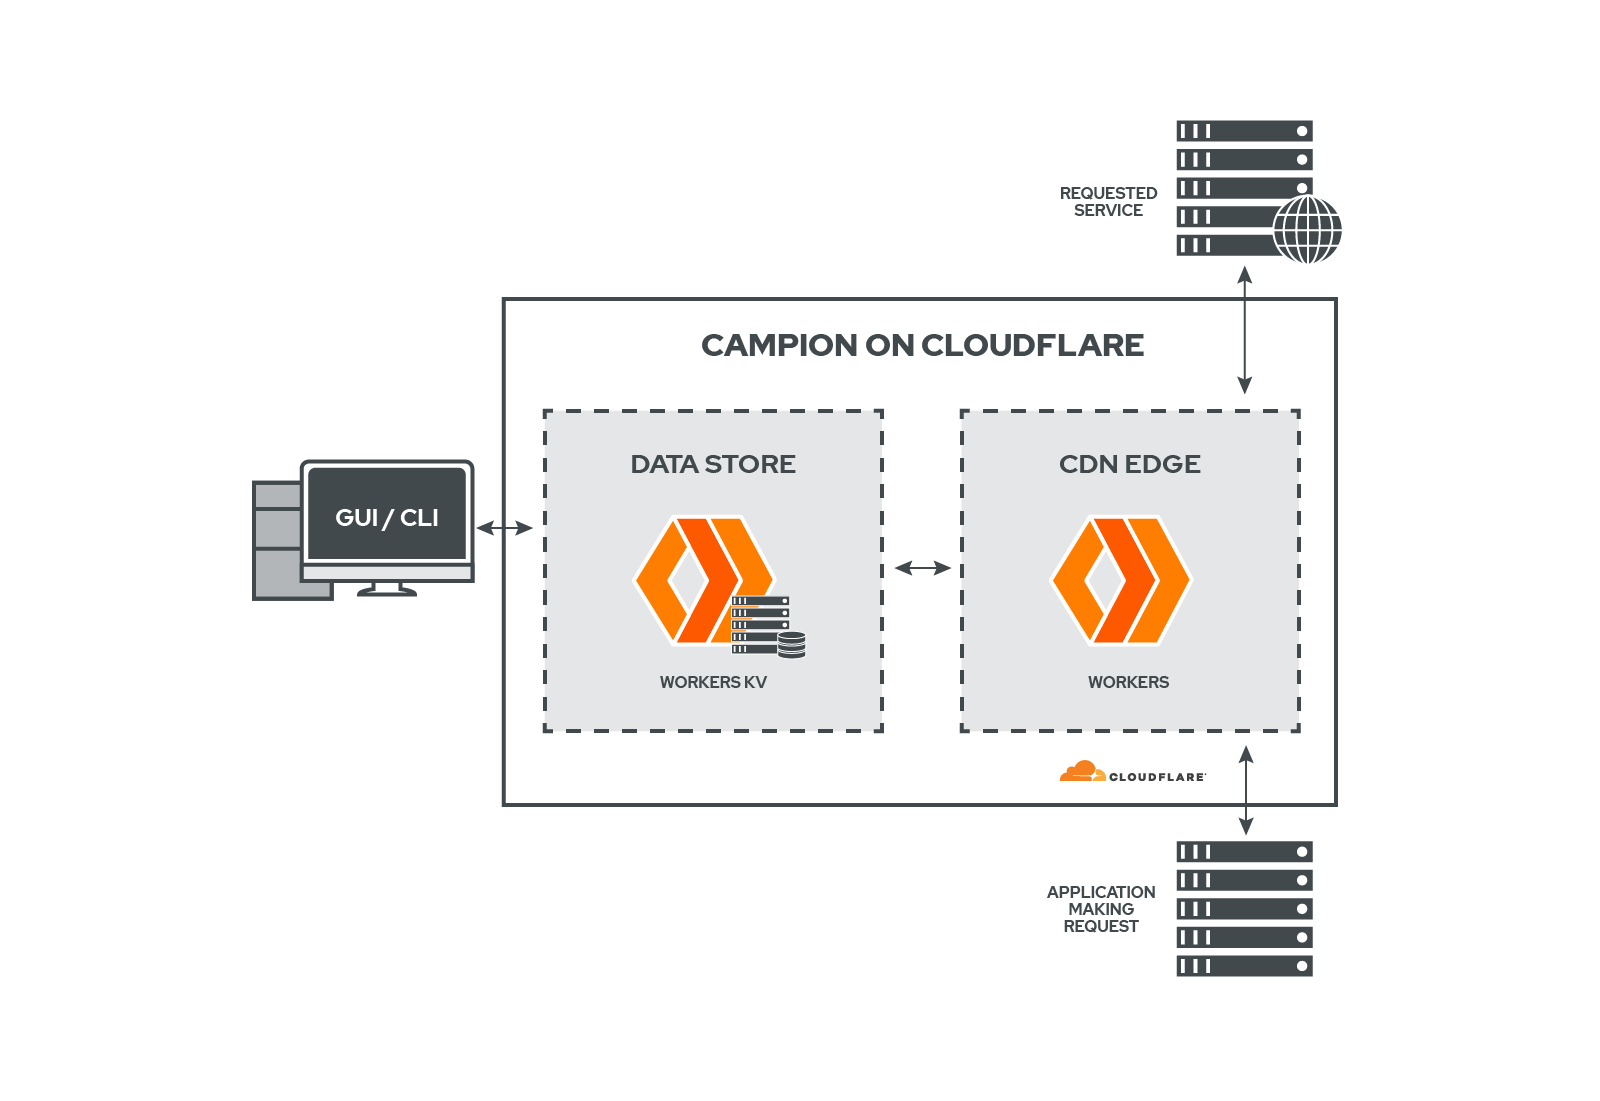 REQUESTED
SERVICE
CAMPION ON CLOUDFLARE
GUI / CLI
DATA STORE
WORKERS KV
CDN EDGE
WORKERS
CLOUDFLARE
APPLICATION
MAKING
REQUEST